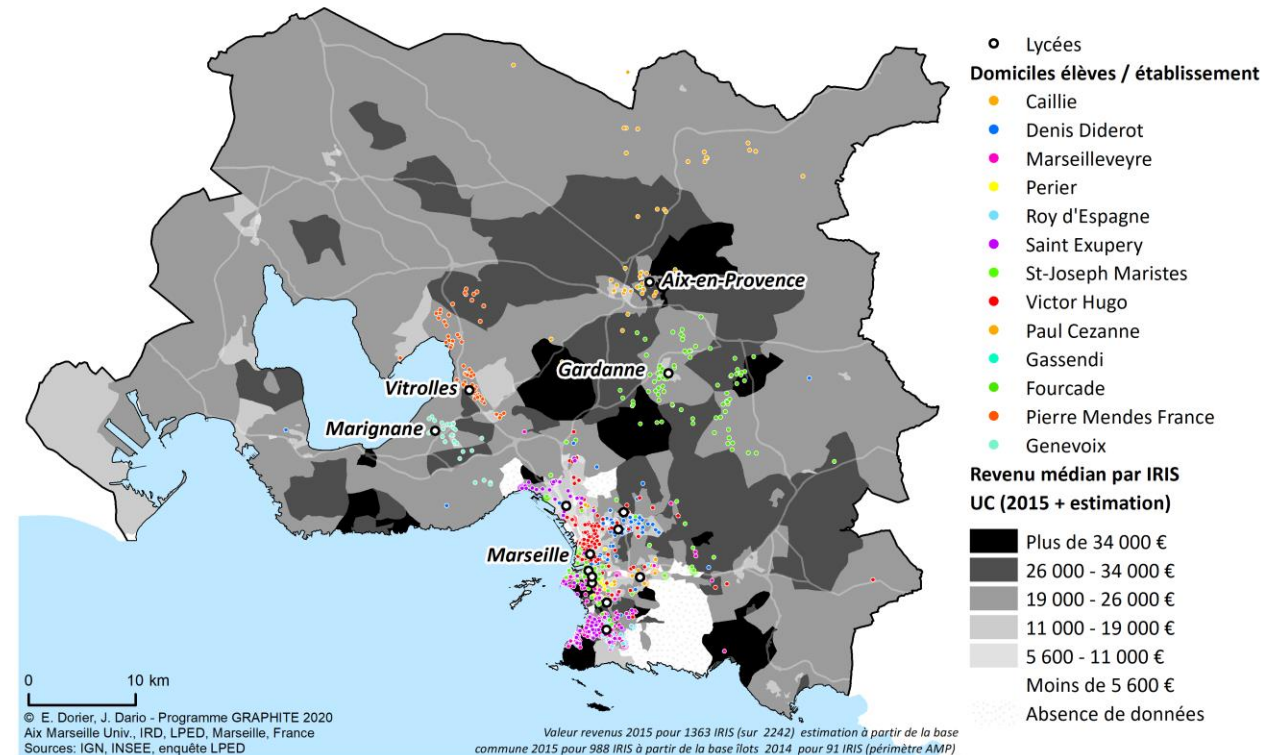 Aix-en-Provence
Gardanne
Vitrolles
Marignane
Marseille
0 10 km
© E. Dorier, J. Dario - Programme GRAPHITE 2020
Aix Marseille Univ., IRD, LPED, Marseille, France
Sources: IGN, INSEE, enquête LPED
Valeur revenus 2015 pour 1363 IRIS (sur 2242) estimation à partir de la base
commune 2015 pour 988 IRIS à partir de la base îlots 2014 pour 91 IRIS (périmètre AMP)
Lycées
Domiciles élèves / établissement
Caillie
Denis Diderot
Marseilleveyre
Perier
Roy d'Espagne
Saint Exupery
St-Joseph Maristes
Victor Hugo
Paul Cezanne
Gassendi
Fourcade
Pierre Mendes France
Genevoix
Revenu médian par IRIS
UC (2015 + estimation)
Plus de 34 000 €
26 000 - 34 000 €
19 000 - 26 000 €
11 000 - 19 000 €
5 600 - 11 000 €
Moins de 5 600 €
Absence de données